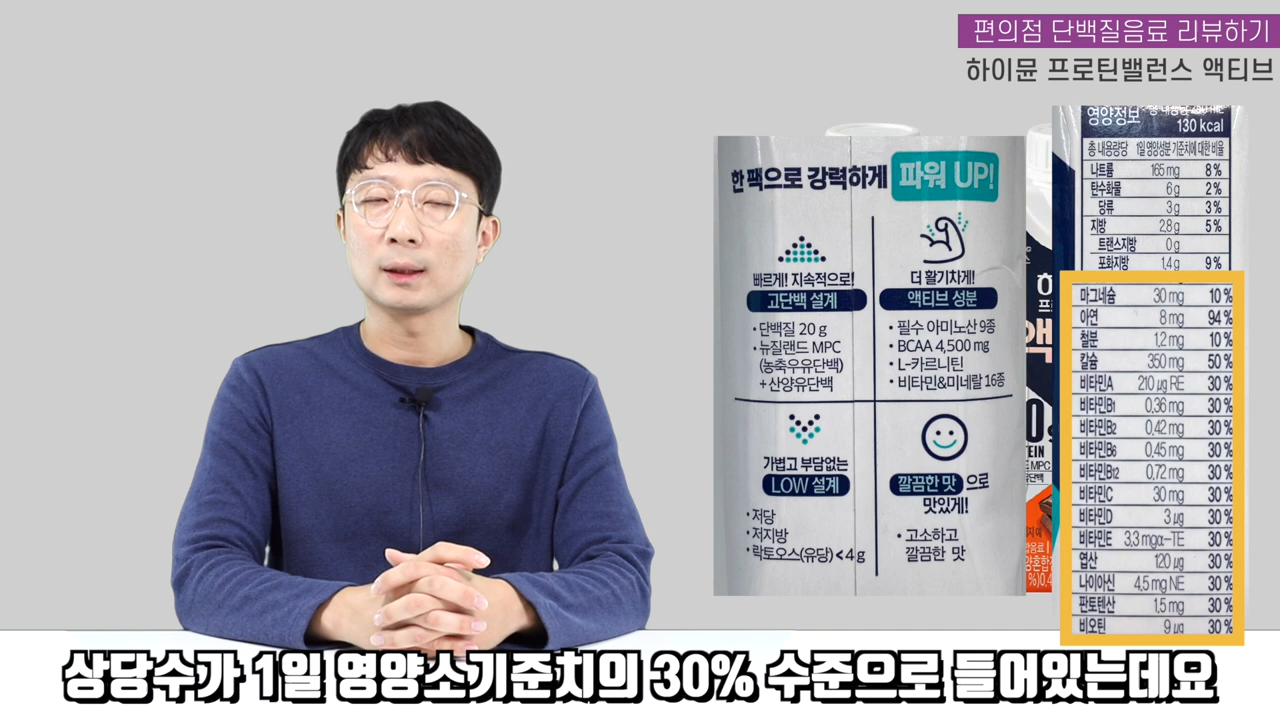 편의점 단백질음료 리뷰하기
하이뮨 프로틴밸런스 액티브
한 팩으로 강력하게 파워 UP!
빠르게! 지속적으로!
고단백 설계
• 단백질 20 g
• 뉴질랜드 MPC
(농축우유단백)
+ 산양유단백
더 활기차게!
액티브 성분
• 필수 아미노산 9종
• BCAA 4,500 mg
• L-카르니틴
• 비타민&미네랄 16종
가볍고 부담없는
LOW 설계
• 저당
• 저지방
• 락토오스(유당) < 4 g
깔끔한 맛 으로
맛있게!
• 고소하고
깔끔한 맛
영양정보
130 kcal
총 내용량당 1일 영양성분 기준치에 대한 비율
나트륨 165 mg 8 %
탄수화물 6 g 2 %
당류 3 g 3 %
지방 2.8 g 5 %
트랜스지방 0 g
포화지방 1.4 g 9 %
마그네슘 30 mg 10 %
아연 8 mg 94 %
철분 1.2 mg 10 %
칼슘 350 mg 50 %
비타민A 210 µg RE 30 %
비타민B1 0.36 mg 30 %
비타민B2 0.42 mg 30 %
비타민B6 0.45 mg 30 %
비타민B12 0.72 mg 30 %
비타민C 30 mg 30 %
비타민D 3 µg 30 %
비타민E 3.3 mgα-TE 30 %
엽산 120 µg 30 %
나이아신 4.5 mg NE 30 %
판토텐산 1.5 mg 30 %
비오틴 9 µg 30 %
상당수가 1일 영양소기준치의 30% 수준으로 들어있는데요